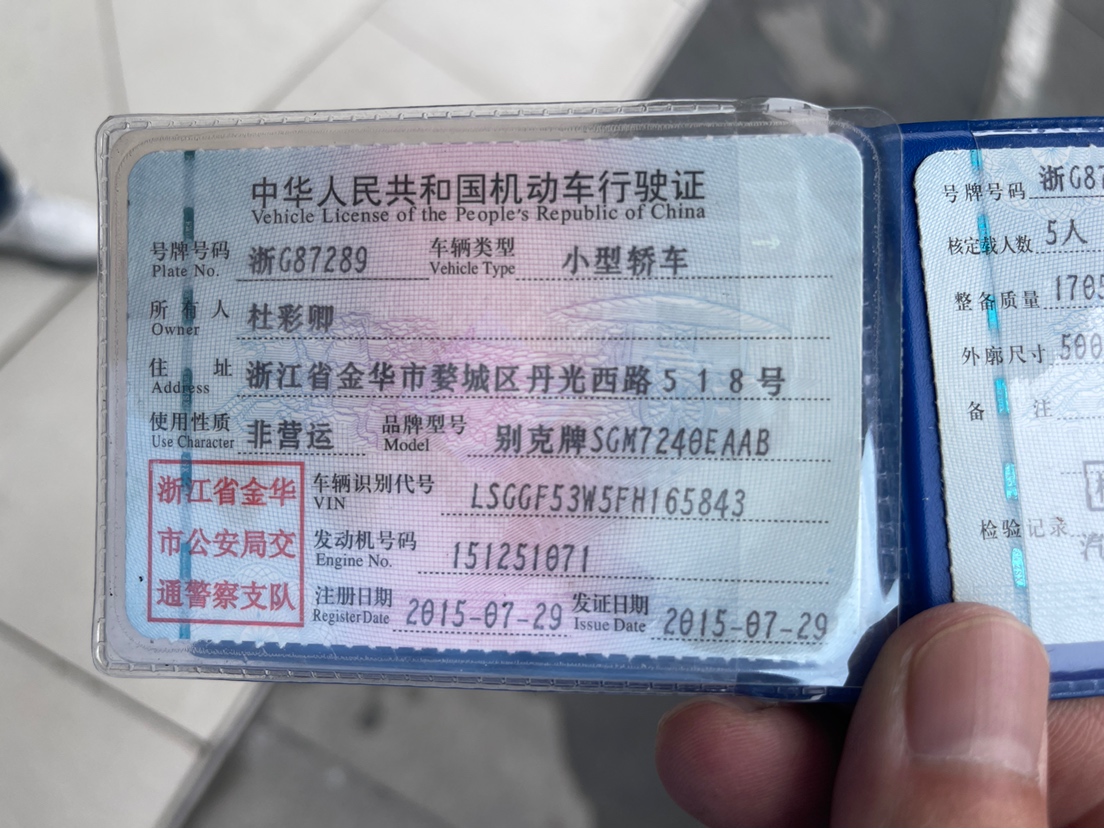 中华人民共和国机动车行驶证
Vehicle License of the People's Republic of China
号牌号码 浙G87289 车辆类型 小型轿车
Plate No. Vehicle Type
所有人 杜彩卿
Owner
住址 浙江省金华市婺城区丹光西路518号
Address
使用性质 非营运 品牌型号 别克牌SGM7240EAAB
Use Character Model
浙江省金华
市公安局交
通警察支队
车辆识别代号 LSGGF53W5FH165843
VIN
发动机号码 151251071
Engine No.
注册日期 2015-07-29 发证日期 2015-07-29
Register Date Issue Date
号牌号码 浙G87
核定载人数 5人
整备质量 1705
外廓尺寸 500
备注
检验记录